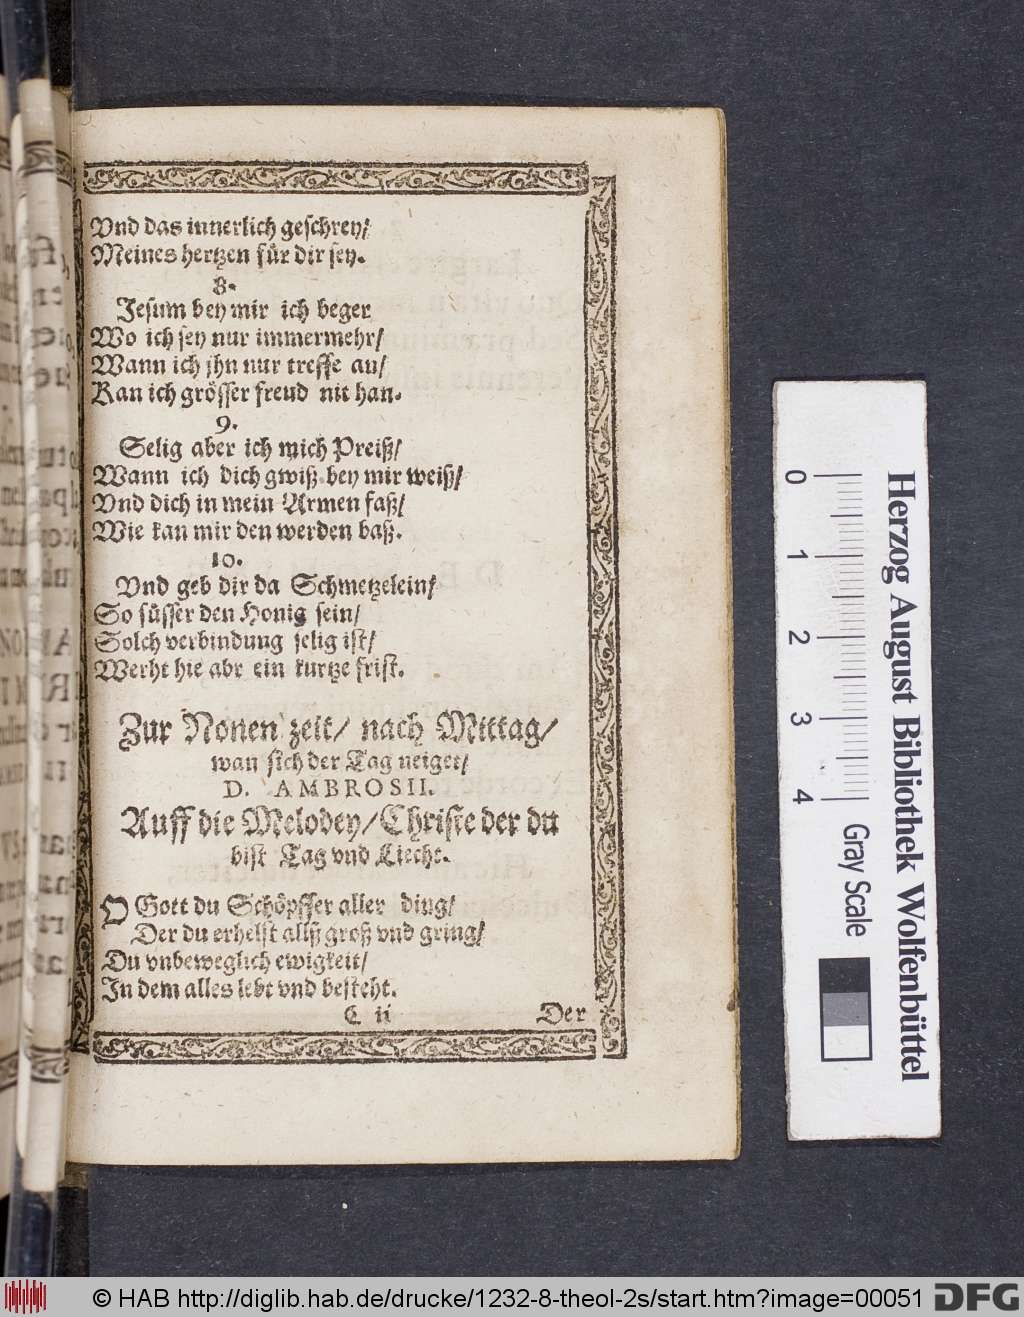 Vnd das innerlich geschrey/
Meines hertzen für dir sey.
8.
Jesum bey mir ich beger
Wo ich sey nur immermehr/
Wann ich jhn nur treffe au/
Kan ich grösser freud nit han.
9.
Selig aber ich mich Preiß/
Wann ich dich gwiß bey mir weiß/
Vnd dich in mein Armen faß/
Wie kan mir den werden baß.
10.
Vnd geb dir da Schmetzelein/
So süsser den Honig sein/
Solch verbindung selig ist/
Werht hie abr ein kurtze frist.
Zur Nonen zeit/ nach Mittag/
wan sich der Tag neiget/
D. AMBROSII.
Auff die Melodey/Christe der du
bist Tag vnd Liecht.
O Gott du Schöpffer aller ding/
Der du erhelst allß groß vnd gring/
Du vnbeweglich ewigkeit/
In dem alles lebt vnd besteht.
C ii Der
0 1 2 3 4
Gray Scale
Herzog August Bibliothek Wolfenbüttel
© HAB http://diglib.hab.de/drucke/1232-8-theol-2s/start.htm?image=00051
DFG